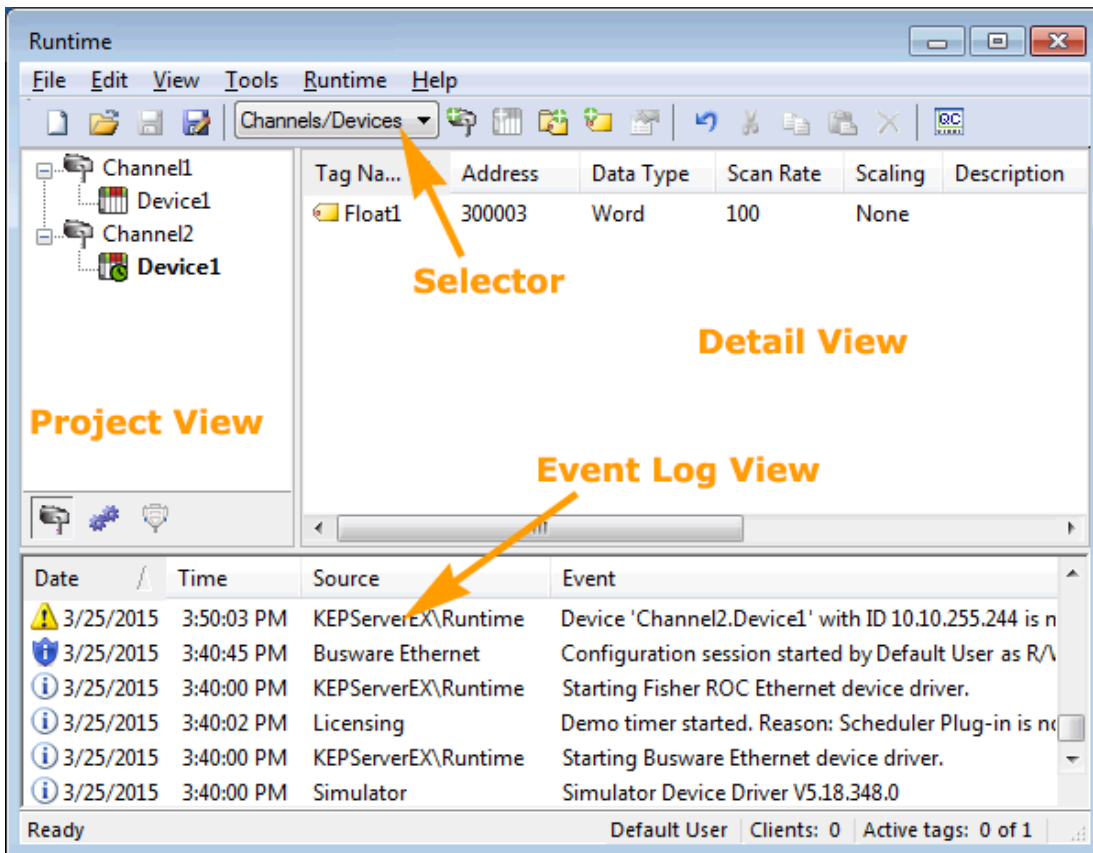 Runtime
File Edit View Tools Runtime Help
Channels/Devices
QC
Channel1
Device1
Channel2
Device1
Tag Na... Address Data Type Scan Rate Scaling Description
Float1 300003 Word 100 None
Selector
Detail View
Project View
Event Log View
Date Time Source Event
3/25/2015 3:50:03 PM KEPServerEX\Runtime Device 'Channel2.Device1' with ID 10.10.255.244 is n
3/25/2015 3:40:45 PM Busware Ethernet Configuration session started by Default User as R/
3/25/2015 3:40:00 PM KEPServerEX\Runtime Starting Fisher ROC Ethernet device driver.
3/25/2015 3:40:02 PM Licensing Demo timer started. Reason: Scheduler Plug-in is no
3/25/2015 3:40:00 PM KEPServerEX\Runtime Starting Busware Ethernet device driver.
3/25/2015 3:40:00 PM Simulator Simulator Device Driver V5.18.348.0
Ready Default User Clients: 0 Active tags: 0 of 1